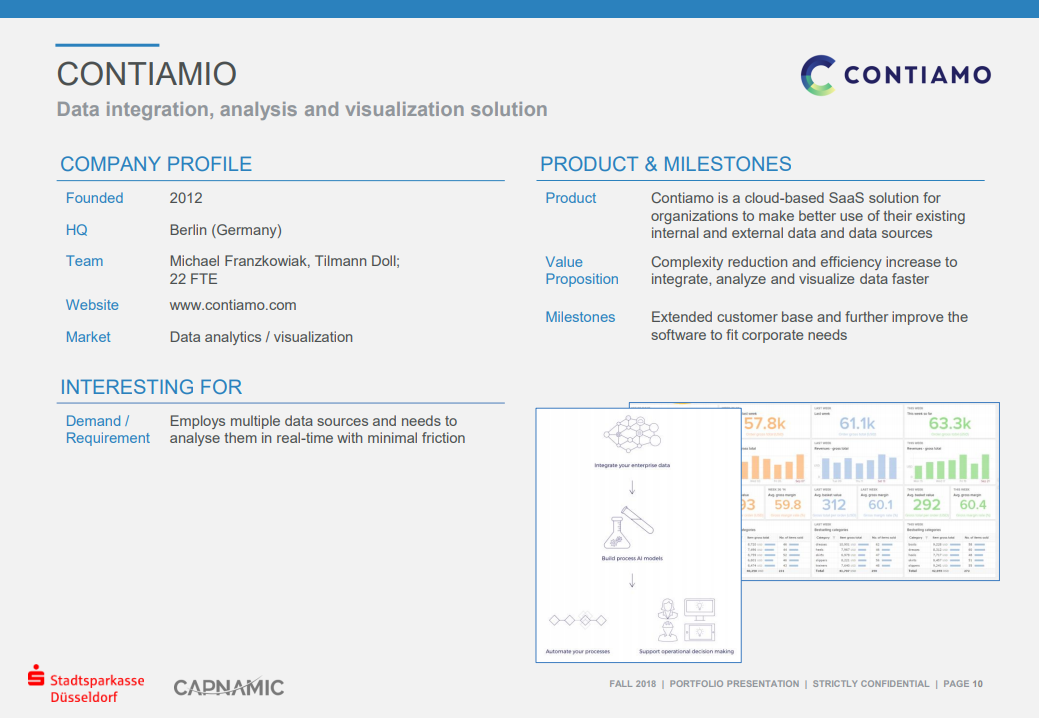 CONTIAMIO
Data integration, analysis and visualization solution
CONTIAMO
COMPANY PROFILE
Founded 2012
HQ Berlin (Germany)
Team Michael Franzkowiak, Tilmann Doll;
22 FTE
Website www.contiamo.com
Market Data analytics / visualization
INTERESTING FOR
Demand / Employs multiple data sources and needs to
Requirement analyse them in real-time with minimal friction
PRODUCT & MILESTONES
Product Contiamo is a cloud-based SaaS solution for
organizations to make better use of their existing
internal and external data and data sources
Value Complexity reduction and efficiency increase to
Proposition integrate, analyze and visualize data faster
Milestones Extended customer base and further improve the
software to fit corporate needs
Integrate your enterprise data
Build process AI models
Automate your processes Support operational decision making
57.8k 61.1k 63.3k
59.8 312 60.1 292 60.4
Stadtsparkasse
Düsseldorf
CAPNAMIC
FALL 2018 | PORTFOLIO PRESENTATION | STRICTLY CONFIDENTIAL | PAGE 10